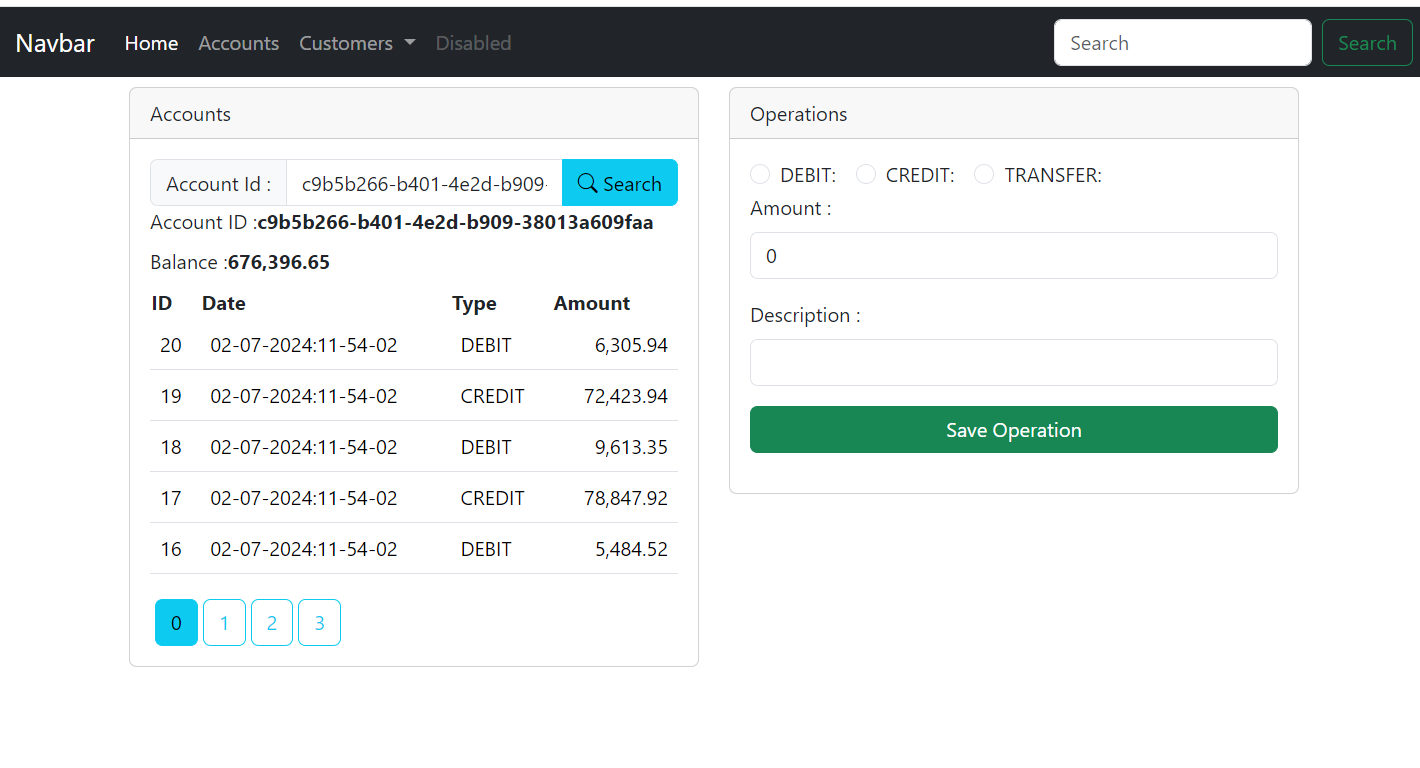 Navbar Home Accounts Customers Disabled Search Search
Accounts
Account Id : c9b5b266-b401-4e2d-b909- Search
Account ID :c9b5b266-b401-4e2d-b909-38013a609faa
Balance :676,396.65
ID Date Type Amount
20 02-07-2024:11-54-02 DEBIT 6,305.94
19 02-07-2024:11-54-02 CREDIT 72,423.94
18 02-07-2024:11-54-02 DEBIT 9,613.35
17 02-07-2024:11-54-02 CREDIT 78,847.92
16 02-07-2024:11-54-02 DEBIT 5,484.52
0 1 2 3
Operations
DEBIT: CREDIT: TRANSFER:
Amount :
0
Description :
Save Operation